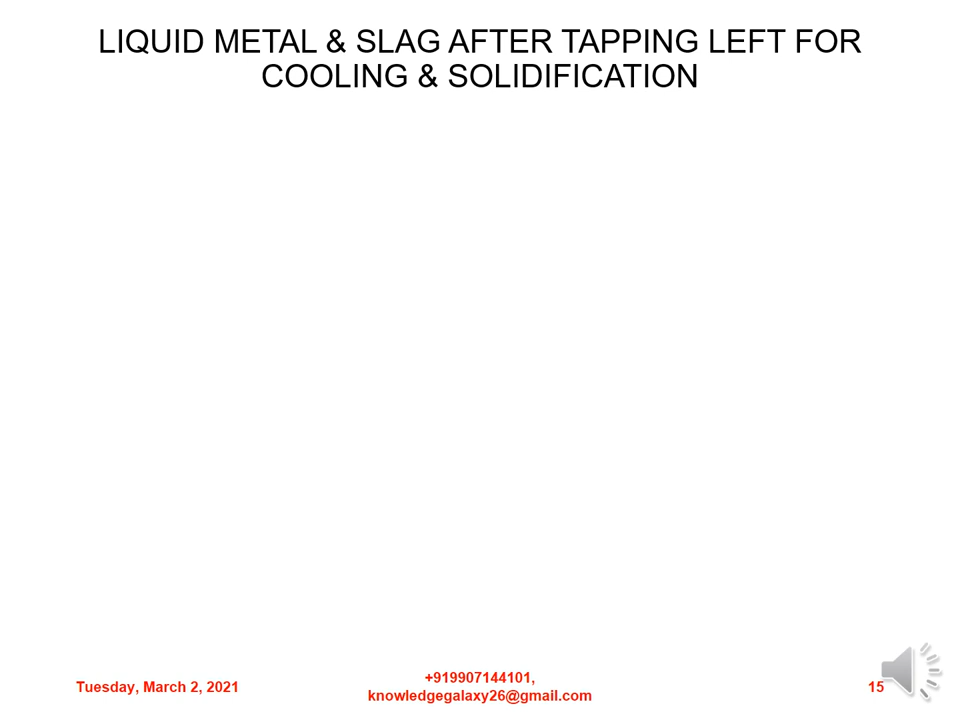 LIQUID METAL & SLAG AFTER TAPPING LEFT FOR
COOLING & SOLIDIFICATION
Tuesday, March 2, 2021
+919907144101,
knowledgegalaxy26@gmail.com
15